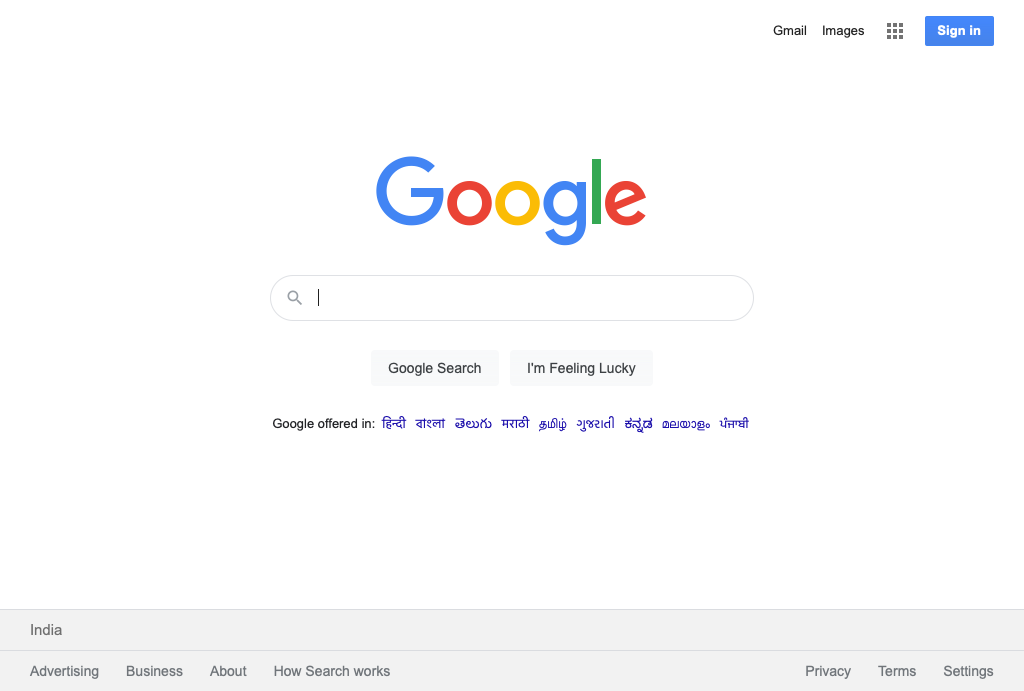 Gmail Images Sign in
Google
Google Search I'm Feeling Lucky
Google offered in: हिन्दी বাংলা తెలుగు मराठी தமிழ் ગુજરાતી ಕನ್ನಡ മലയാളം ਪੰਜਾਬੀ
India
Advertising Business About How Search works Privacy Terms Settings